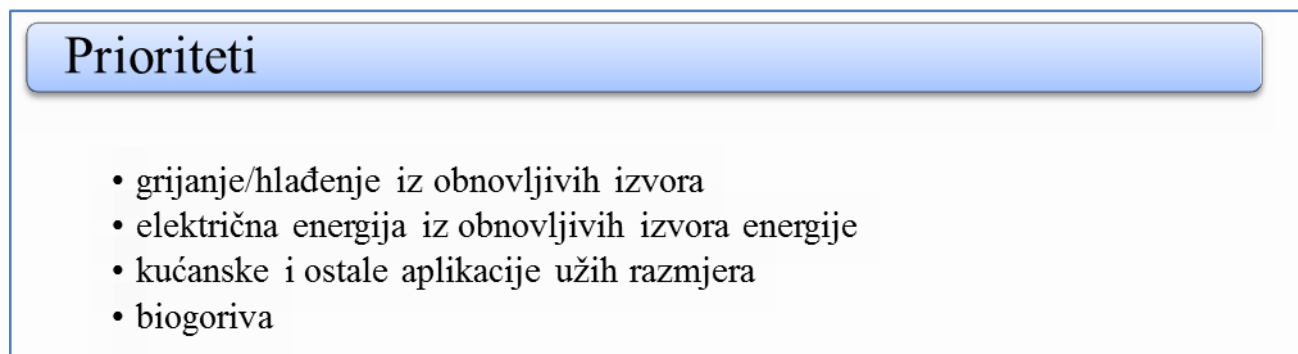 Prioriteti
• grijanje/hlađenje iz obnovljivih izvora
• električna energija iz obnovljivih izvora energije
• kućanske i ostale aplikacije užih razmjera
• biogoriva